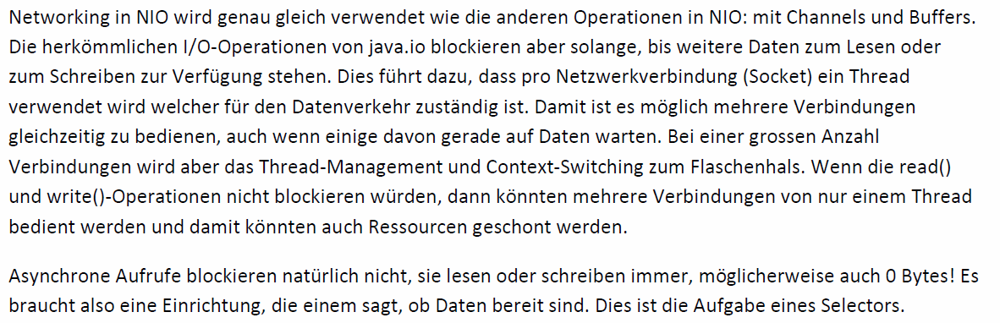 Networking in NIO wird genau gleich verwendet wie die anderen Operationen in NIO: mit Channels und Buffers.
Die herkömmlichen I/O-Operationen von java.io blockieren aber solange, bis weitere Daten zum Lesen oder
zum Schreiben zur Verfügung stehen. Dies führt dazu, dass pro Netzwerkverbindung (Socket) ein Thread
verwendet wird welcher für den Datenverkehr zuständig ist. Damit ist es möglich mehrere Verbindungen
gleichzeitig zu bedienen, auch wenn einige davon gerade auf Daten warten. Bei einer grossen Anzahl
Verbindungen wird aber das Thread-Management und Context-Switching zum Flaschenhals. Wenn die read()
und write()-Operationen nicht blockieren würden, dann könnten mehrere Verbindungen von nur einem Thread
bedient werden und damit könnten auch Ressourcen geschont werden.
Asynchrone Aufrufe blockieren natürlich nicht, sie lesen oder schreiben immer, möglicherweise auch 0 Bytes! Es
braucht also eine Einrichtung, die einem sagt, ob Daten bereit sind. Dies ist die Aufgabe eines Selectors.